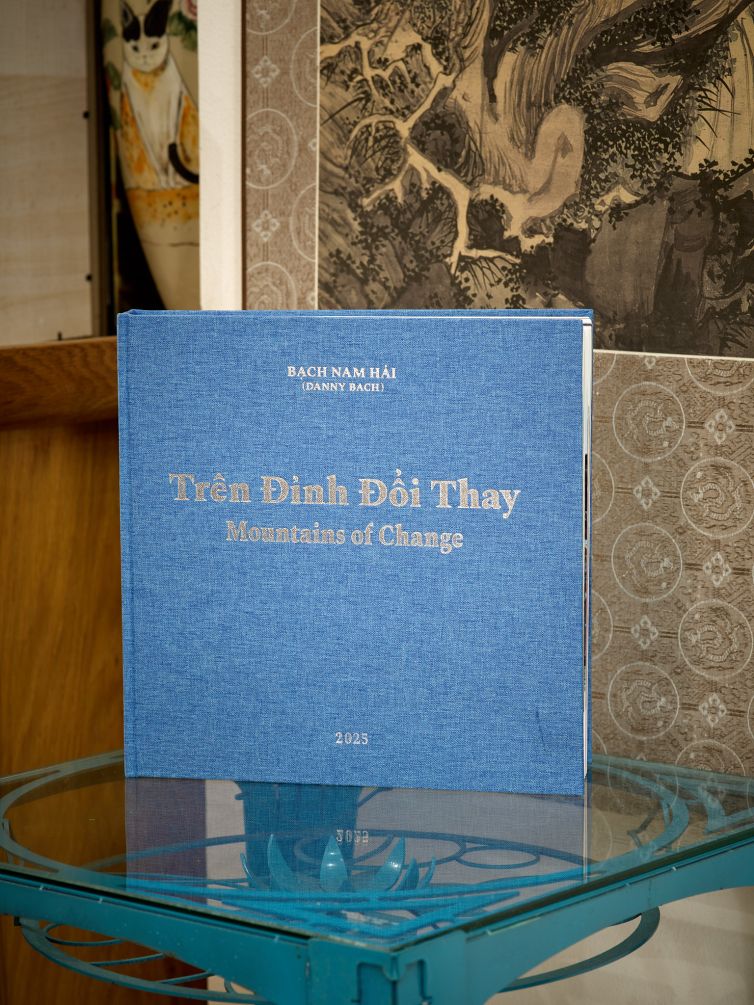 BẠCH NAM HẢI
(DANNY BACH)
Trên Đỉnh Đổi Thay
Mountains of Change
2025